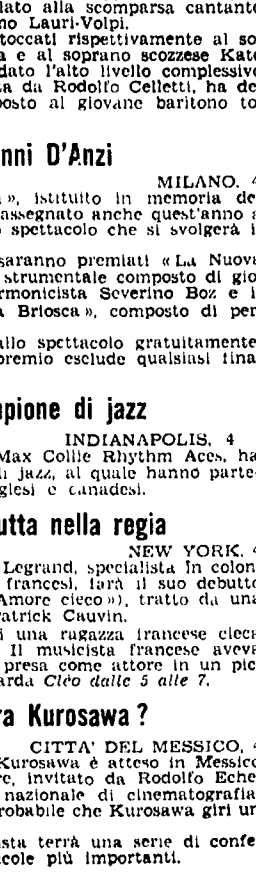 lato alla scomparsa cantante
no Lauri-Volpi.
toccati rispettivamente al so
a e al soprano scozzese Kate
dato l'alto livello complessivo
ta da Rodolfo Celletti, ha de
posto al giovane baritono to
nni D'Anzi
MILANO, 4
a», istituito in memoria de
assegnato anche quest'anno a
o spettacolo che si svolgerà i
saranno premiati «La Nuova
strumentale composto di gio
armonicista Severino Boz e i
a Briosca», composto di per
allo spettacolo gratuitamente
premio esclude qualsiasi fina
pione di jazz
INDIANAPOLIS, 4
Max Collie Rhythm Aces, ha
di jazz, al quale hanno parte-
glesi e canadesi.
utta nella regia
NEW YORK, 4
Legrand, specialista in colon
francesi, farà il suo debutto
Amore cieco»), tratto da una
Patrick Cauvin.
i una ragazza francese cieca
Il musicista francese aveva
presa come attore in un pic
arda Cléo dalle 5 alle 7.
ra Kurosawa?
CITTA' DEL MESSICO, 4
Kurosawa è atteso in Messico
re, invitato da Rodolfo Eche
nazionale di cinematografia
robabile che Kurosawa giri un
ista terrà una serie di confe
cole più importanti.